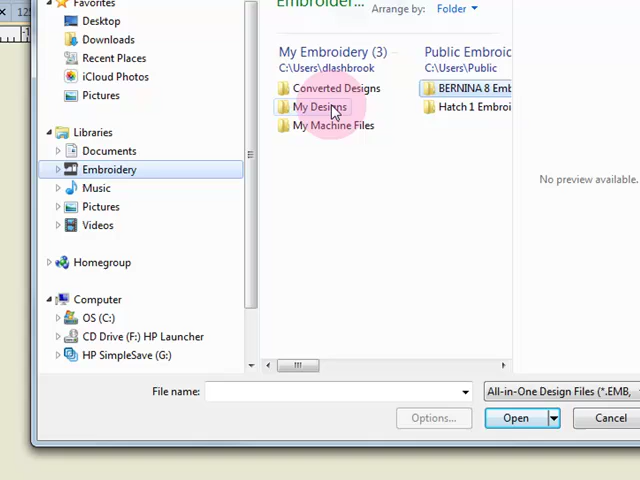 Favorites
Embroider...
Arrange by: Folder
Desktop
Downloads
Recent Places
iCloud Photos
Pictures
My Embroidery (3)
C:\Users\dlashbrook
Converted Designs
My Designs
My Machine Files
Public Embroic
C:\Users\Public
BERNINA 8 Emb
Hatch 1 Embroi
Libraries
Documents
Embroidery
Music
Pictures
Videos
No preview available.
Homegroup
Computer
OS (C:)
CD Drive (F:) HP Launcher
HP SimpleSave (G:)
File name:
All-in-One Design Files (*.EMB,
Options...
Open
Cancel